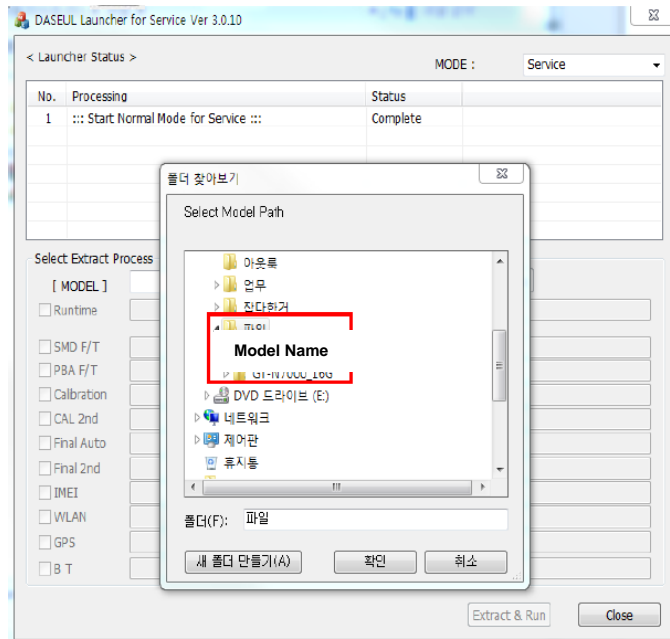 DASEUL Launcher for Service Ver 3.0.10
< Launcher Status >
MODE :
Service
No. Processing Status
1 ::: Start Normal Mode for Service ::: Complete
폴더 찾아보기
Select Model Path
아웃룩
업무
잡다한거
파일
Model Name
GT-N7000_16G
DVD 드라이브 (E:)
네트워크
제어판
휴지통
폴더(F): 파일
새 폴더 만들기(A)
확인
취소
Select Extract Process
[ MODEL ]
Runtime
SMD F/T
PBA F/T
Calbration
CAL 2nd
Final Auto
Final 2nd
IMEI
WLAN
GPS
B T
Extract & Run
Close